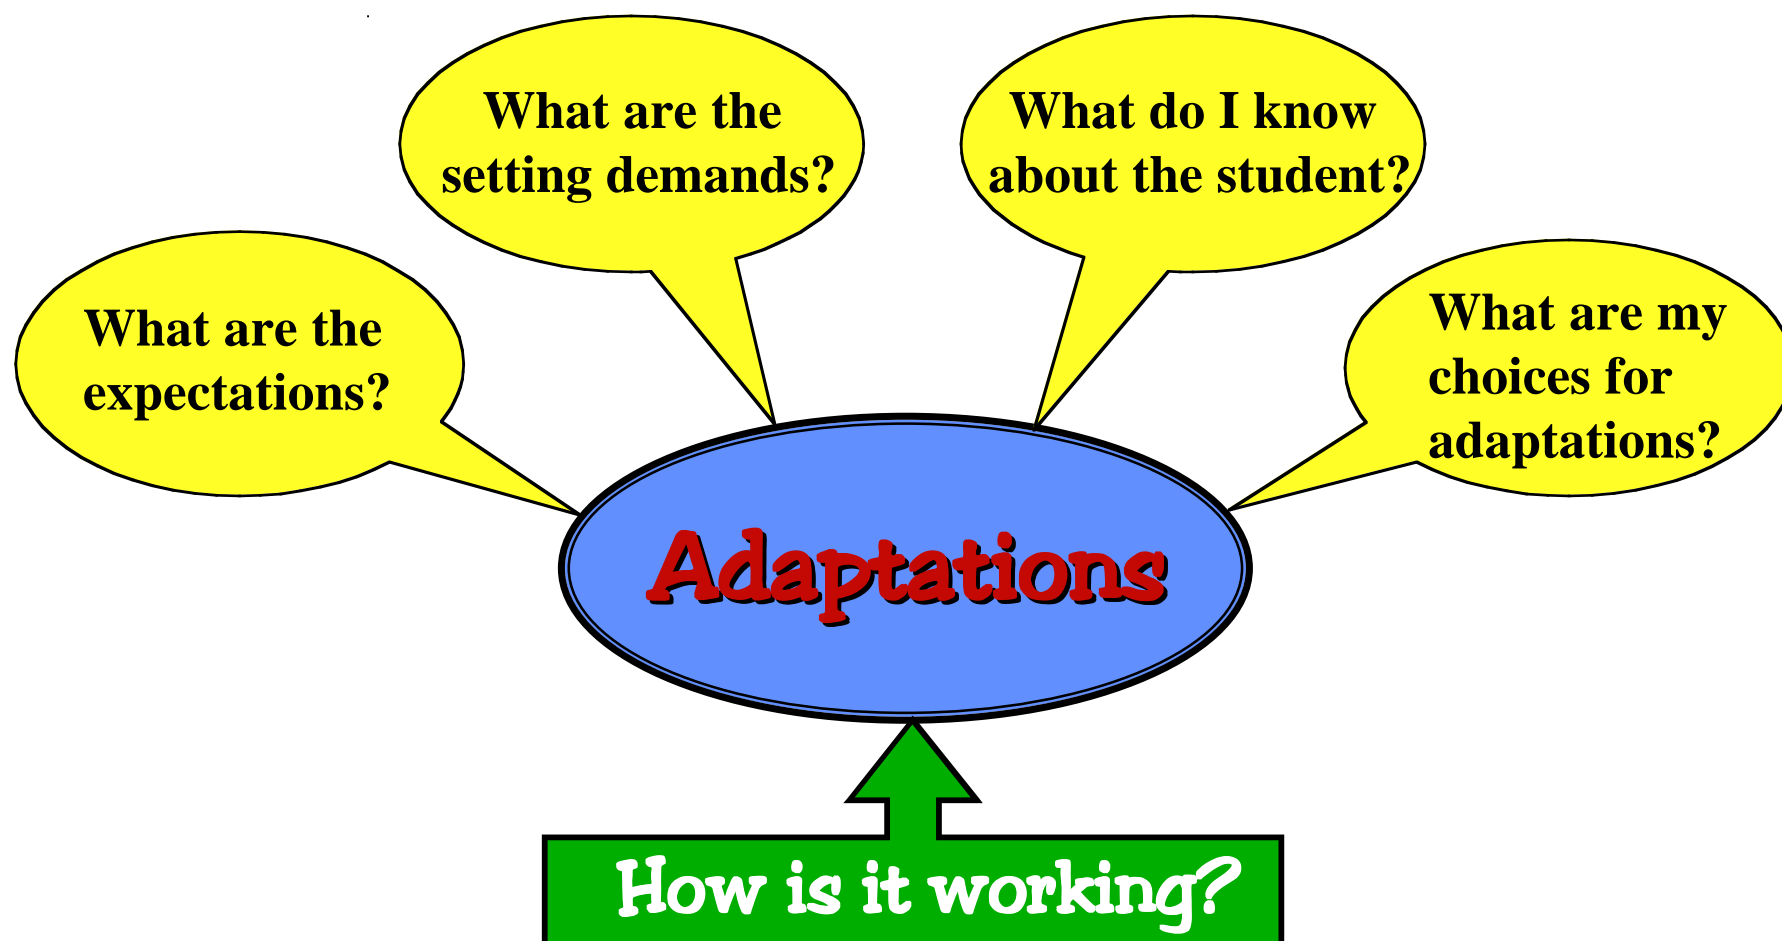 What are the
setting demands?
What do I know
about the student?
What are the
expectations?
What are my
choices for
adaptations?
Adaptations
How is it working?